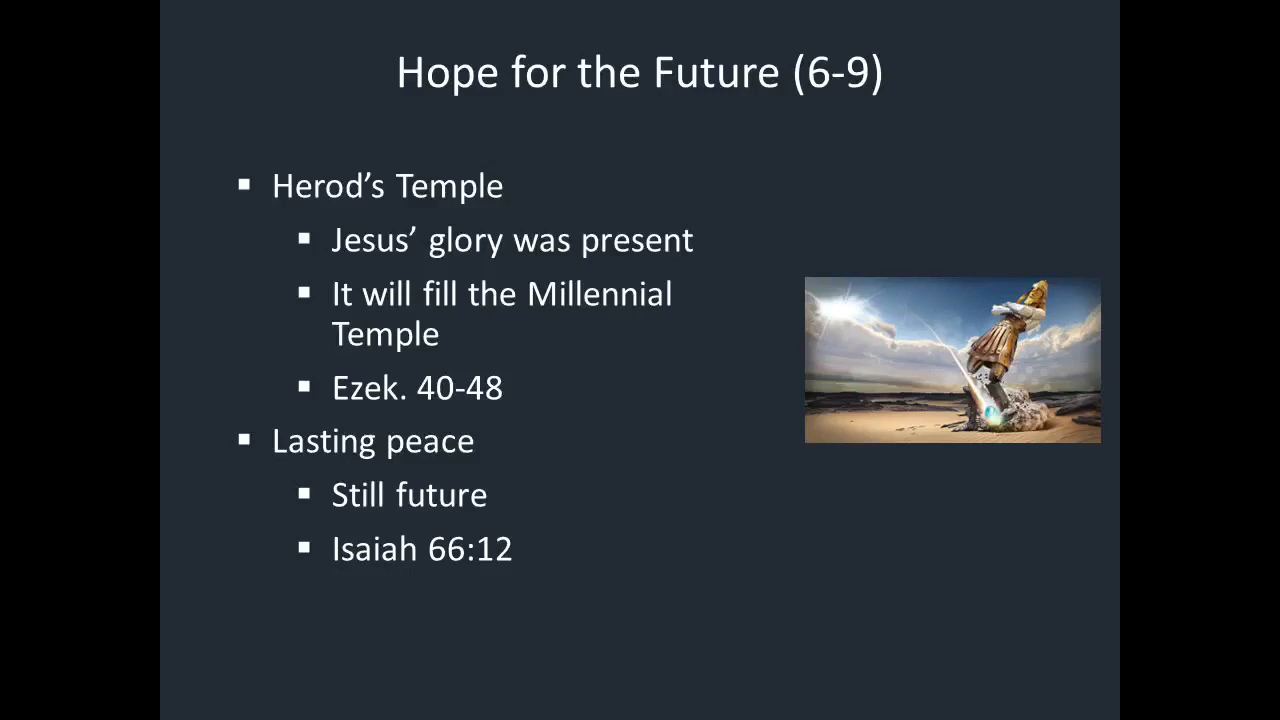 Hope for the Future (6-9)
▪ Herod’s Temple
▪ Jesus’ glory was present
▪ It will fill the Millennial
Temple
▪ Ezek. 40-48
▪ Lasting peace
▪ Still future
▪ Isaiah 66:12